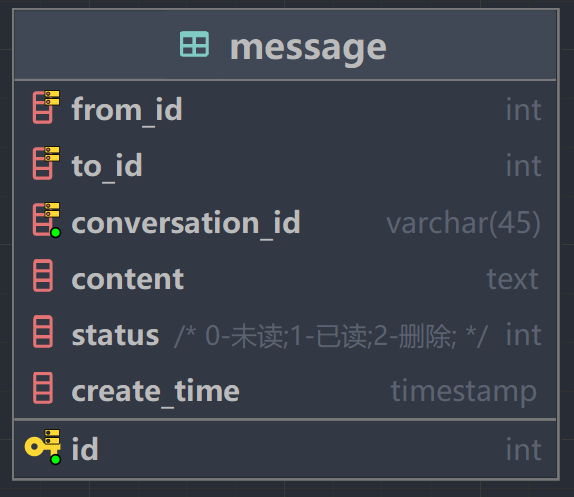 message
from_id int
to_id int
conversation_id varchar(45)
content text
status /* 0-未读;1-已读;2-删除; */ int
create_time timestamp
id int